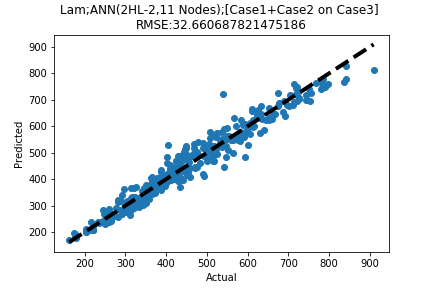 Lam;ANN(2HL-2,11 Nodes);[Case1+Case2 on Case3]
RMSE:32.660687821475186
900
800
700
600
500
400
300
200
Predicted
200 300 400 500 600 700 800 900
Actual